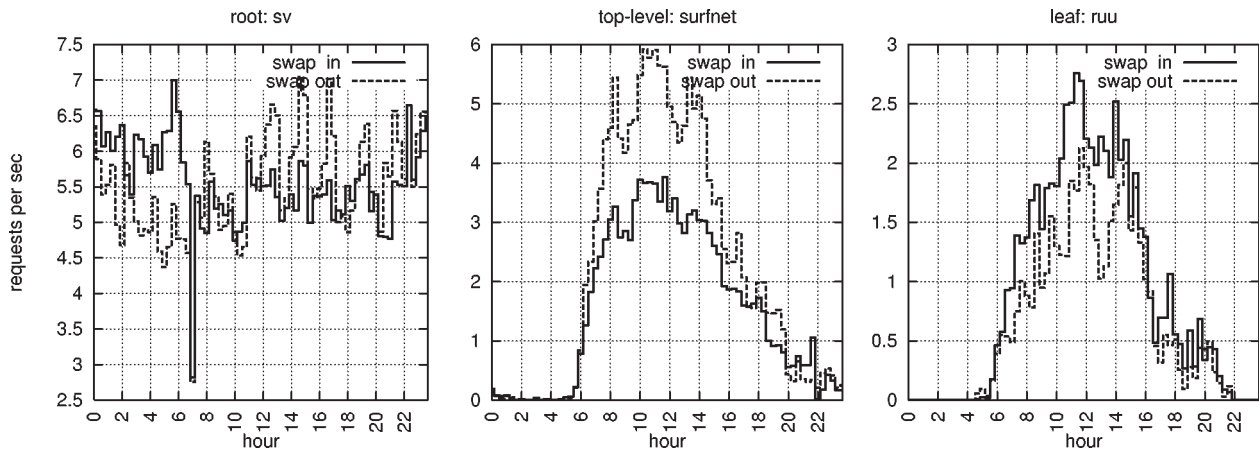 root: sv
7.5
7
6.5
6
5.5
5
4.5
4
3.5
3
2.5
requests per sec
swap in
swap out
0 2 4 6 8 10 12 14 16 18 20 22
hour
top-level: surfnet
6
5
4
3
2
1
0
swap in
swap out
0 2 4 6 8 10 12 14 16 18 20 22
hour
leaf: ruu
3
2.5
2
1.5
1
0.5
0
swap in
swap out
0 2 4 6 8 10 12 14 16 18 20 22
hour